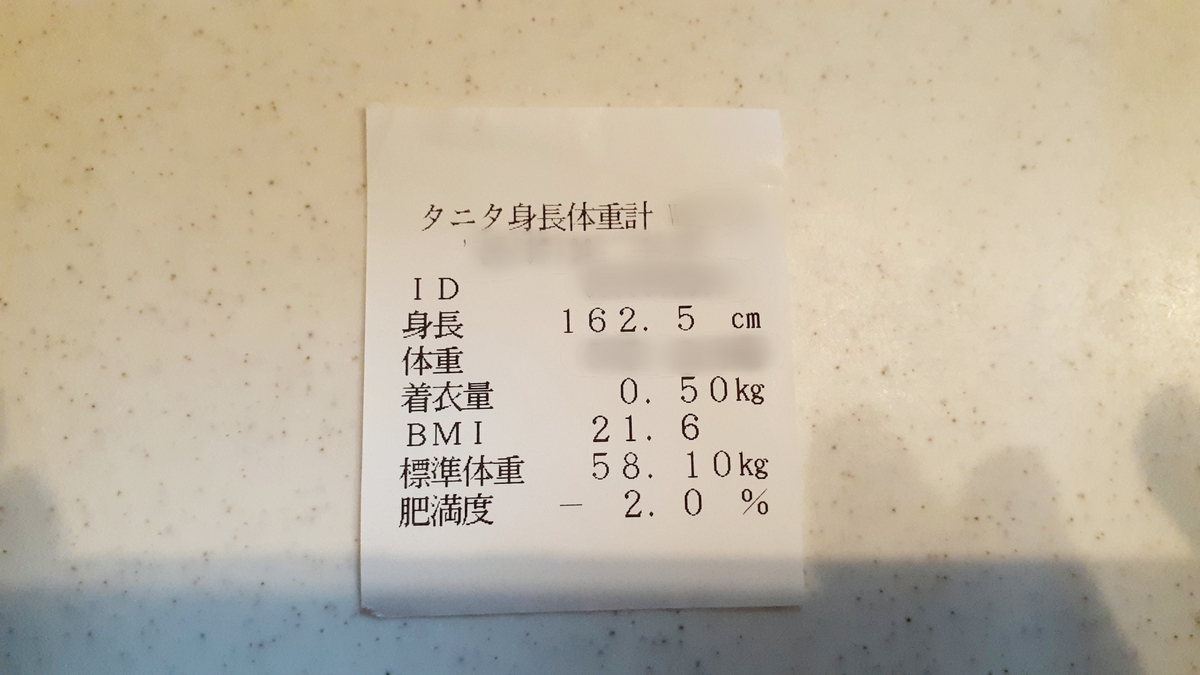 タニタ身長体重計
ＩＤ
身長 １６２．５ ㎝
体重
着衣量 ０．５０㎏
ＢＭＩ ２１．６
標準体重 ５８．１０㎏
肥満度 － ２．０ ％